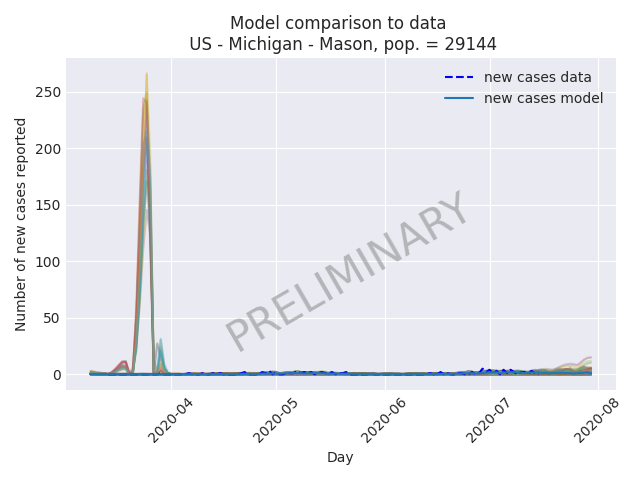 Model comparison to data
US - Michigan - Mason, pop. = 29144
new cases data
new cases model
Number of new cases reported
250
200
150
100
50
0
PRELIMINARY
2020-04
2020-05
2020-06
2020-07
2020-08
Day